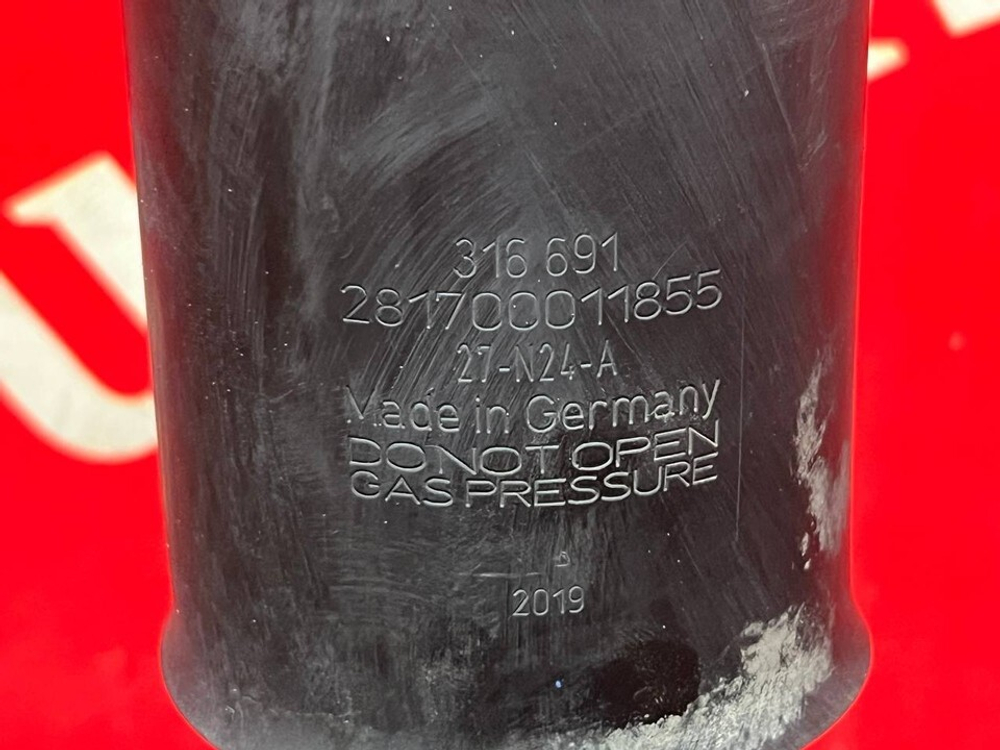 316 691
281700011855
27-N24-A
Made in Germany
DO NOT OPEN
GAS PRESSURE
2019